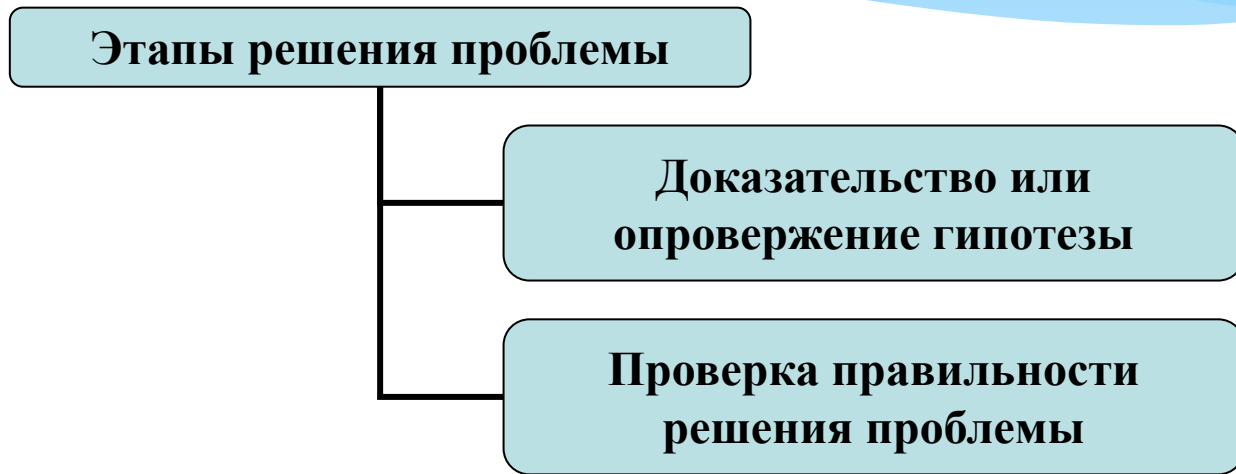 Этапы решения проблемы
Доказательство или
опровержение гипотезы
Проверка правильности
решения проблемы